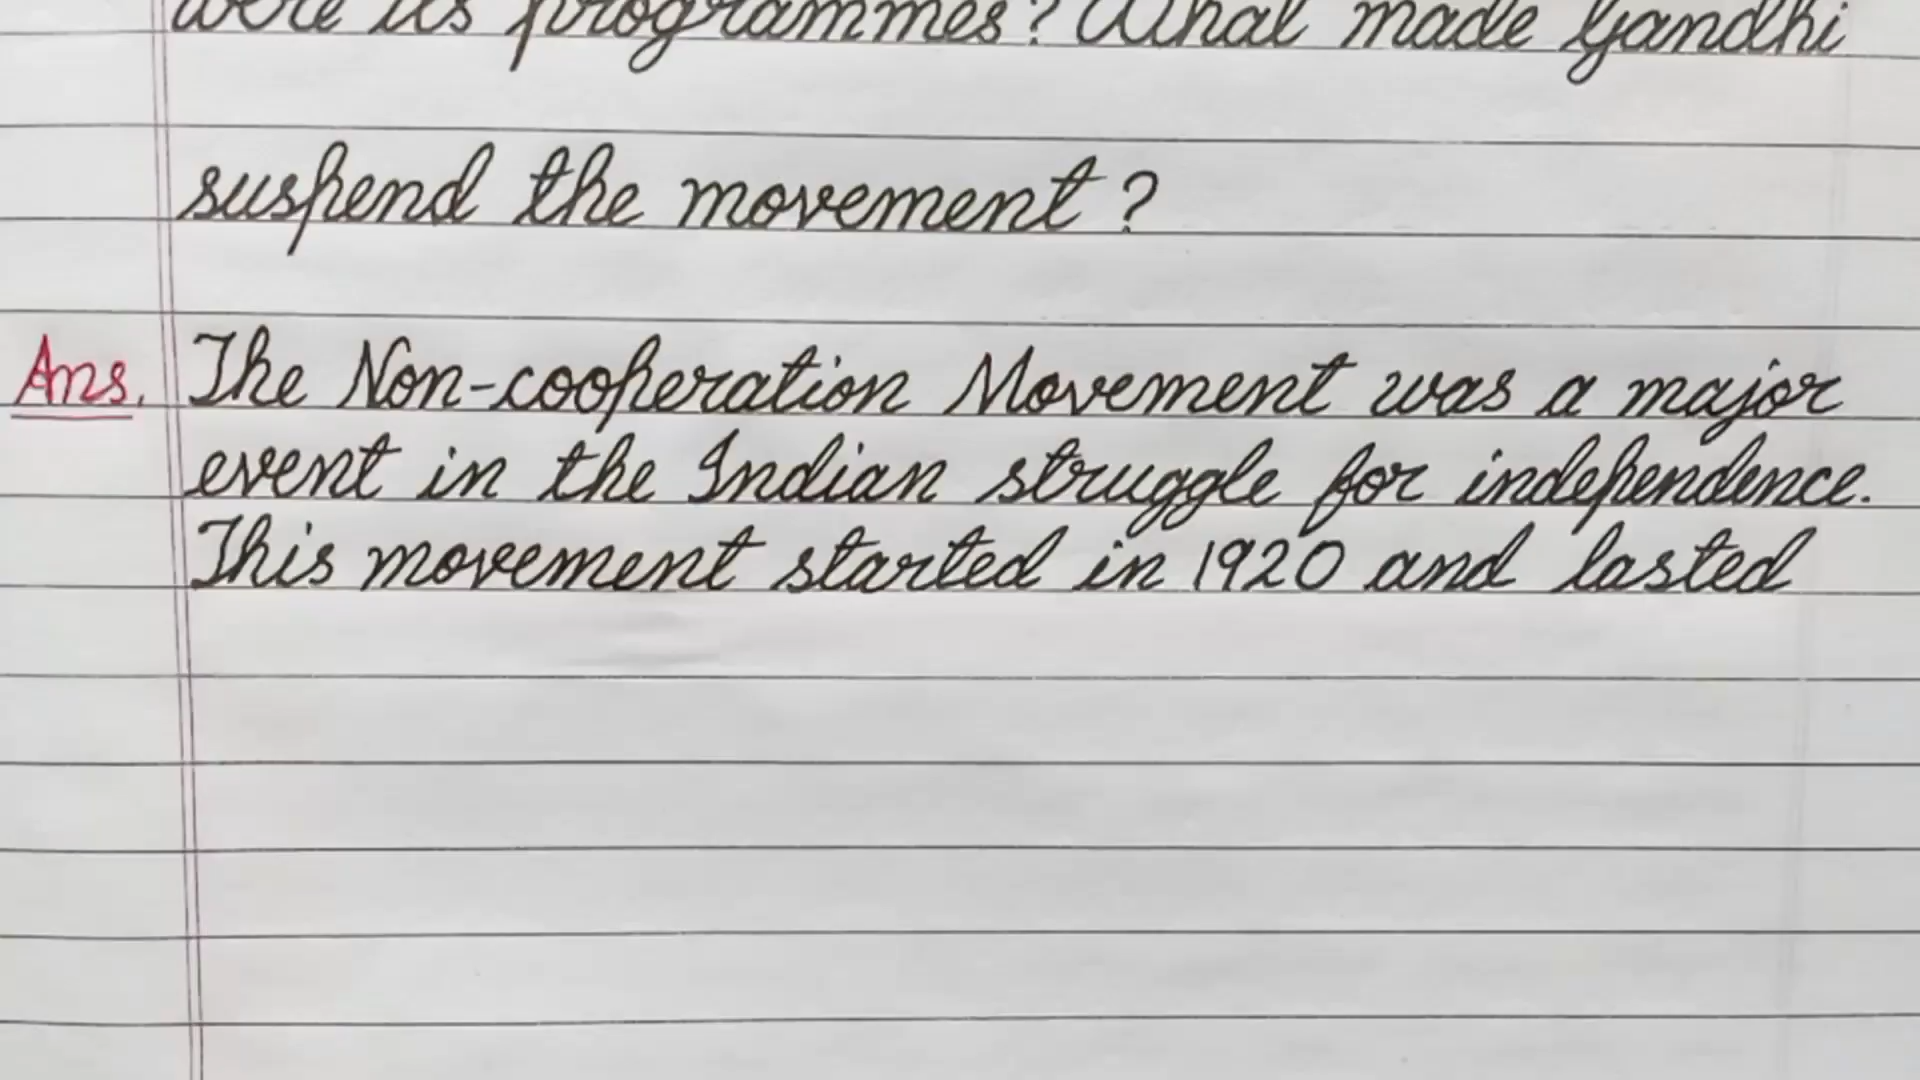 were its programmes? What made Gandhi
suspend the movement?
Ans. The Non-cooperation Movement was a major
event in the Indian struggle for independence.
This movement started in 1920 and lasted